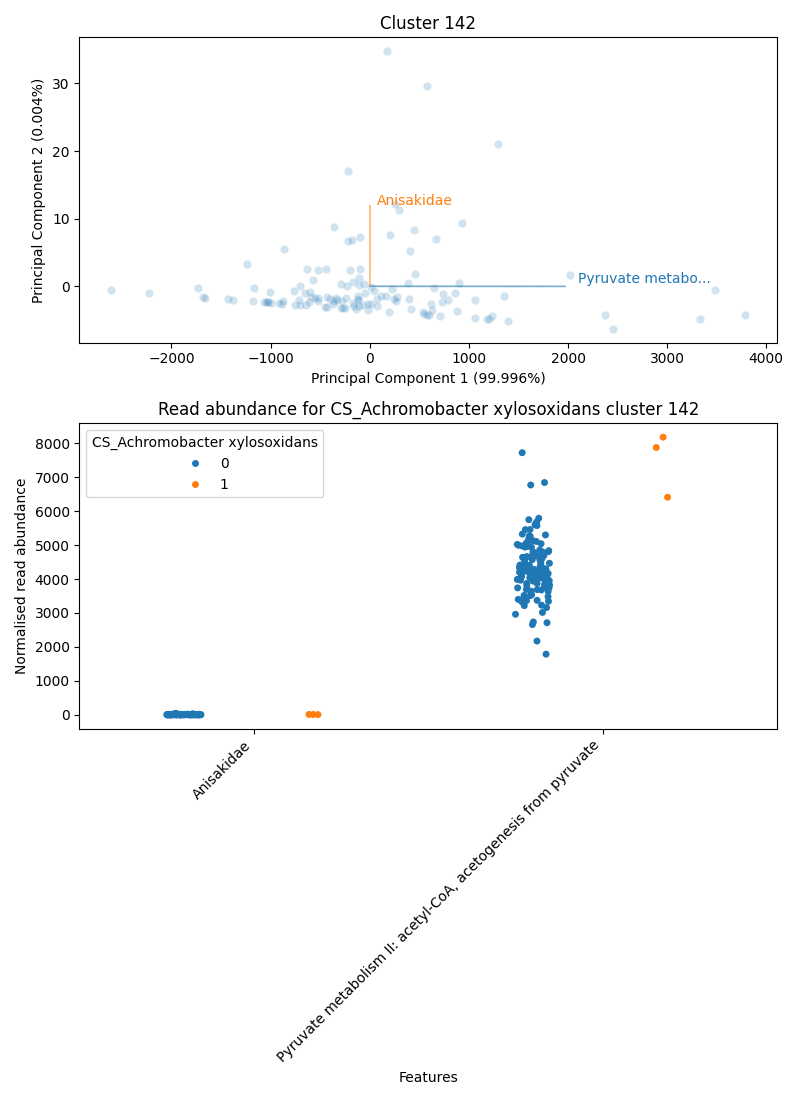 Cluster 142
Principal Component 2 (0.004%)
30
20
10
0
Anisakidae
Pyruvate metabo...
−2000
−1000
0
1000
2000
3000
4000
Principal Component 1 (99.996%)
Read abundance for CS_Achromobacter xylosoxidans cluster 142
CS_Achromobacter xylosoxidans
0
1
Normalised read abundance
8000
7000
6000
5000
4000
3000
2000
1000
0
Anisakidae
Pyruvate metabolism II: acetyl-CoA, acetogenesis from pyruvate
Features